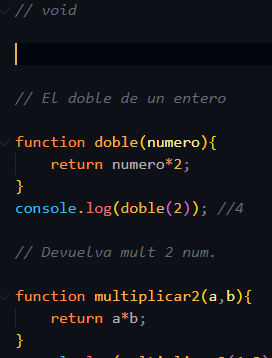 // void
// El doble de un entero
function doble(numero){
    return numero*2;
}
console.log(doble(2)); //4
// Devuelva mult 2 num.
function multiplicar2(a,b){
    return a*b;
}